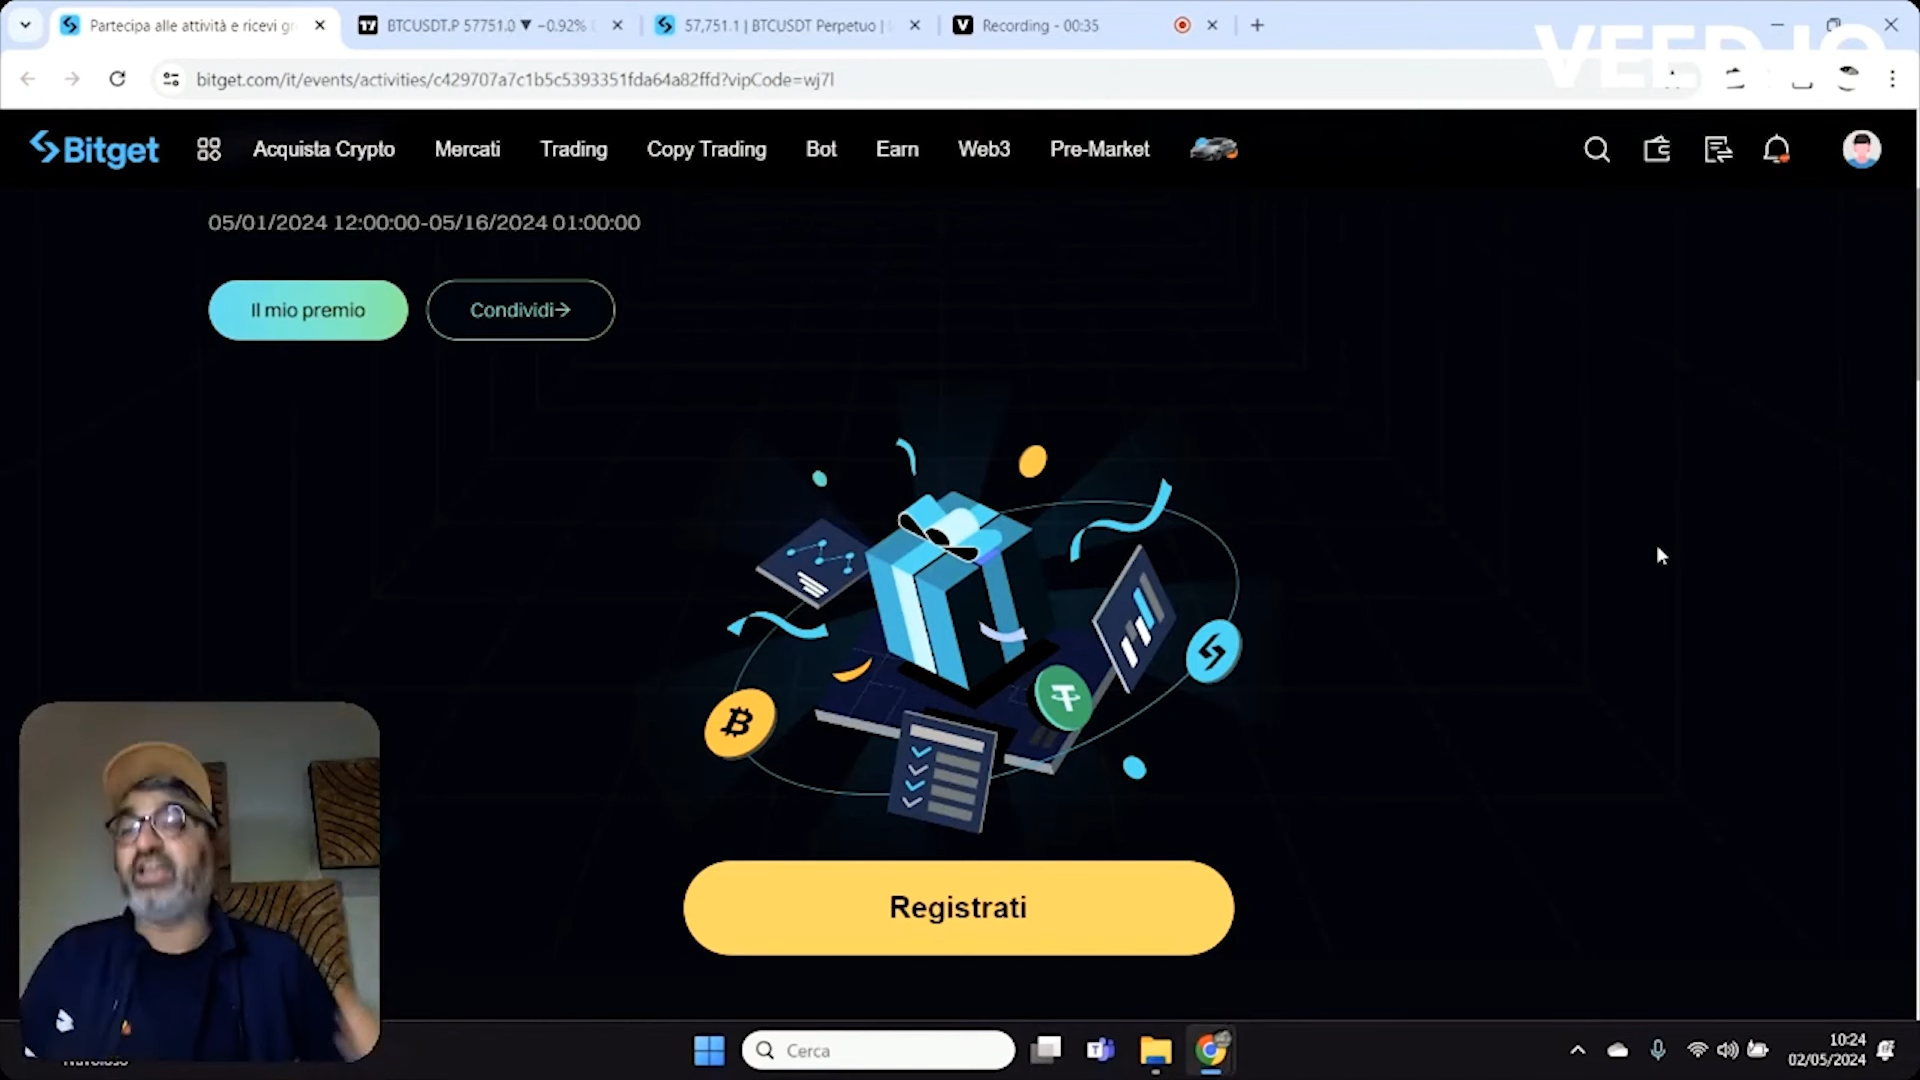 Partecipa alle attività e ricevi gr
BTCUSDT.P 57751.0 ▼ −0.92%
57,751.1 | BTCUSDT Perpetuo |
Recording - 00:35
VEED.IO
bitget.com/it/events/activities/c429707a7c1b5c5393351fda64a82ffd?vipCode=wj7l
Bitget
Acquista Crypto
Mercati
Trading
Copy Trading
Bot
Earn
Web3
Pre-Market
05/01/2024 12:00:00-05/16/2024 01:00:00
Il mio premio
Condividi→
Registrati
Nuvoloso
Cerca
10:24
02/05/2024